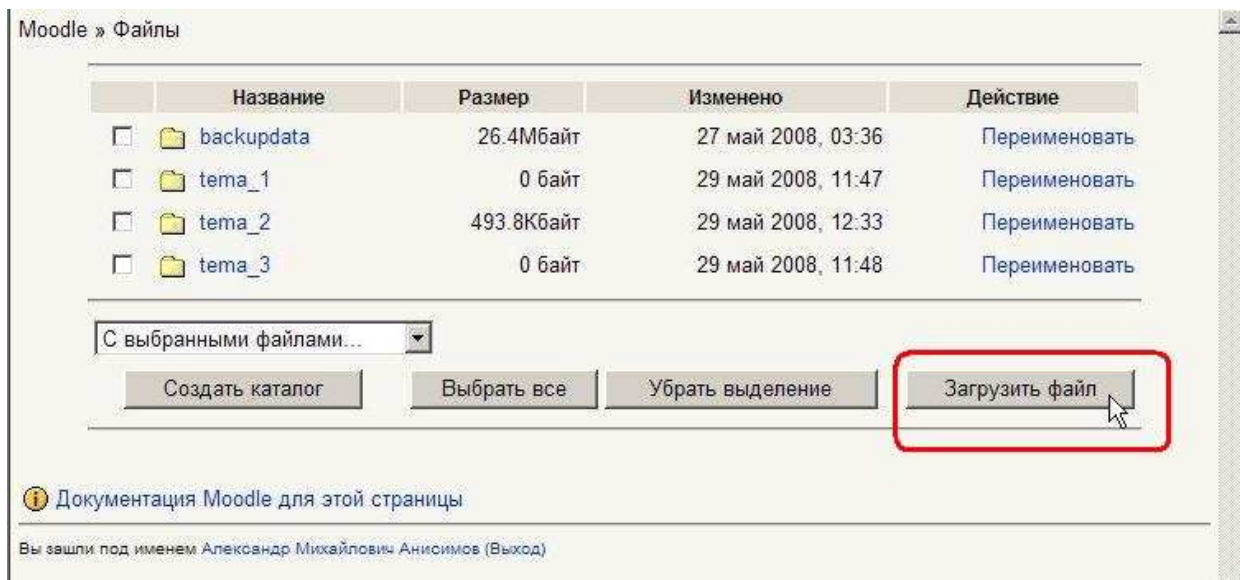 Moodle » Файлы
Название Размер Изменено Действие
backupdata 26.4Мбайт 27 май 2008, 03:36 Переименовать
tema_1 0 байт 29 май 2008, 11:47 Переименовать
tema_2 493.8Кбайт 29 май 2008, 12:33 Переименовать
tema_3 0 байт 29 май 2008, 11:48 Переименовать
С выбранными файлами...
Создать каталог Выбрать все Убрать выделение Загрузить файл
Документация Moodle для этой страницы
Вы зашли под именем Александр Михайлович Анисимов (Выход)